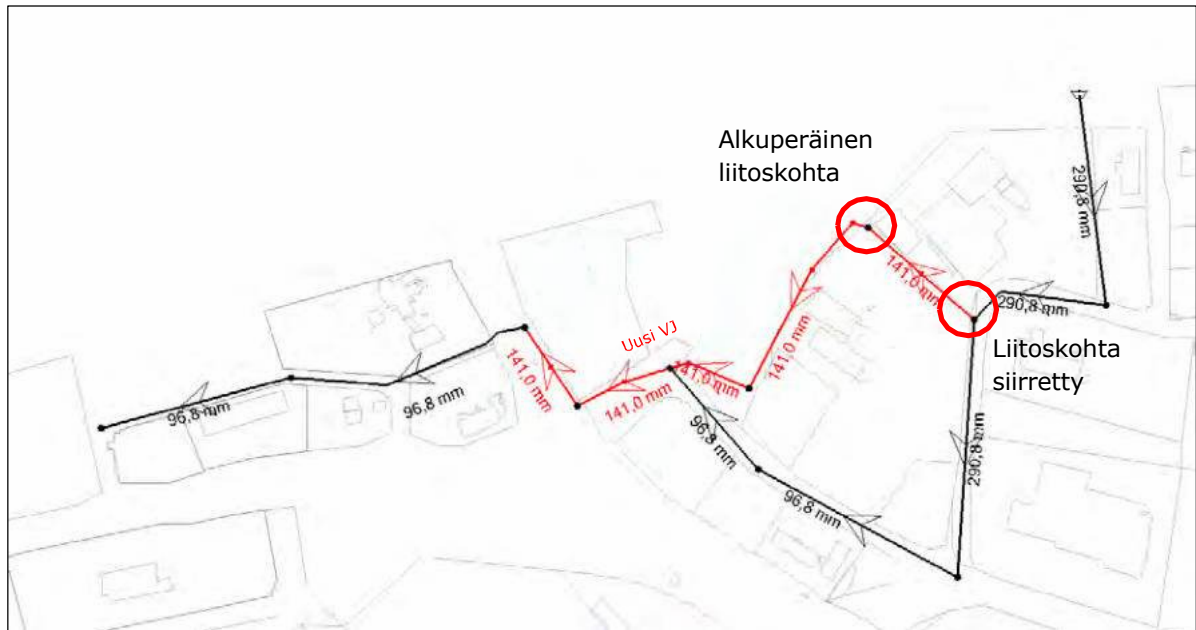 Alkuperäinen
liitoskohta
290,8 mm
141,0 mm
290,8 mm
Liitoskohta
siirretty
Uusi VJ
141,0 mm
141,0 mm
141,0 mm
141,0 mm
96,8 mm
96,8 mm
96,8 mm
96,8 mm
290,8 mm